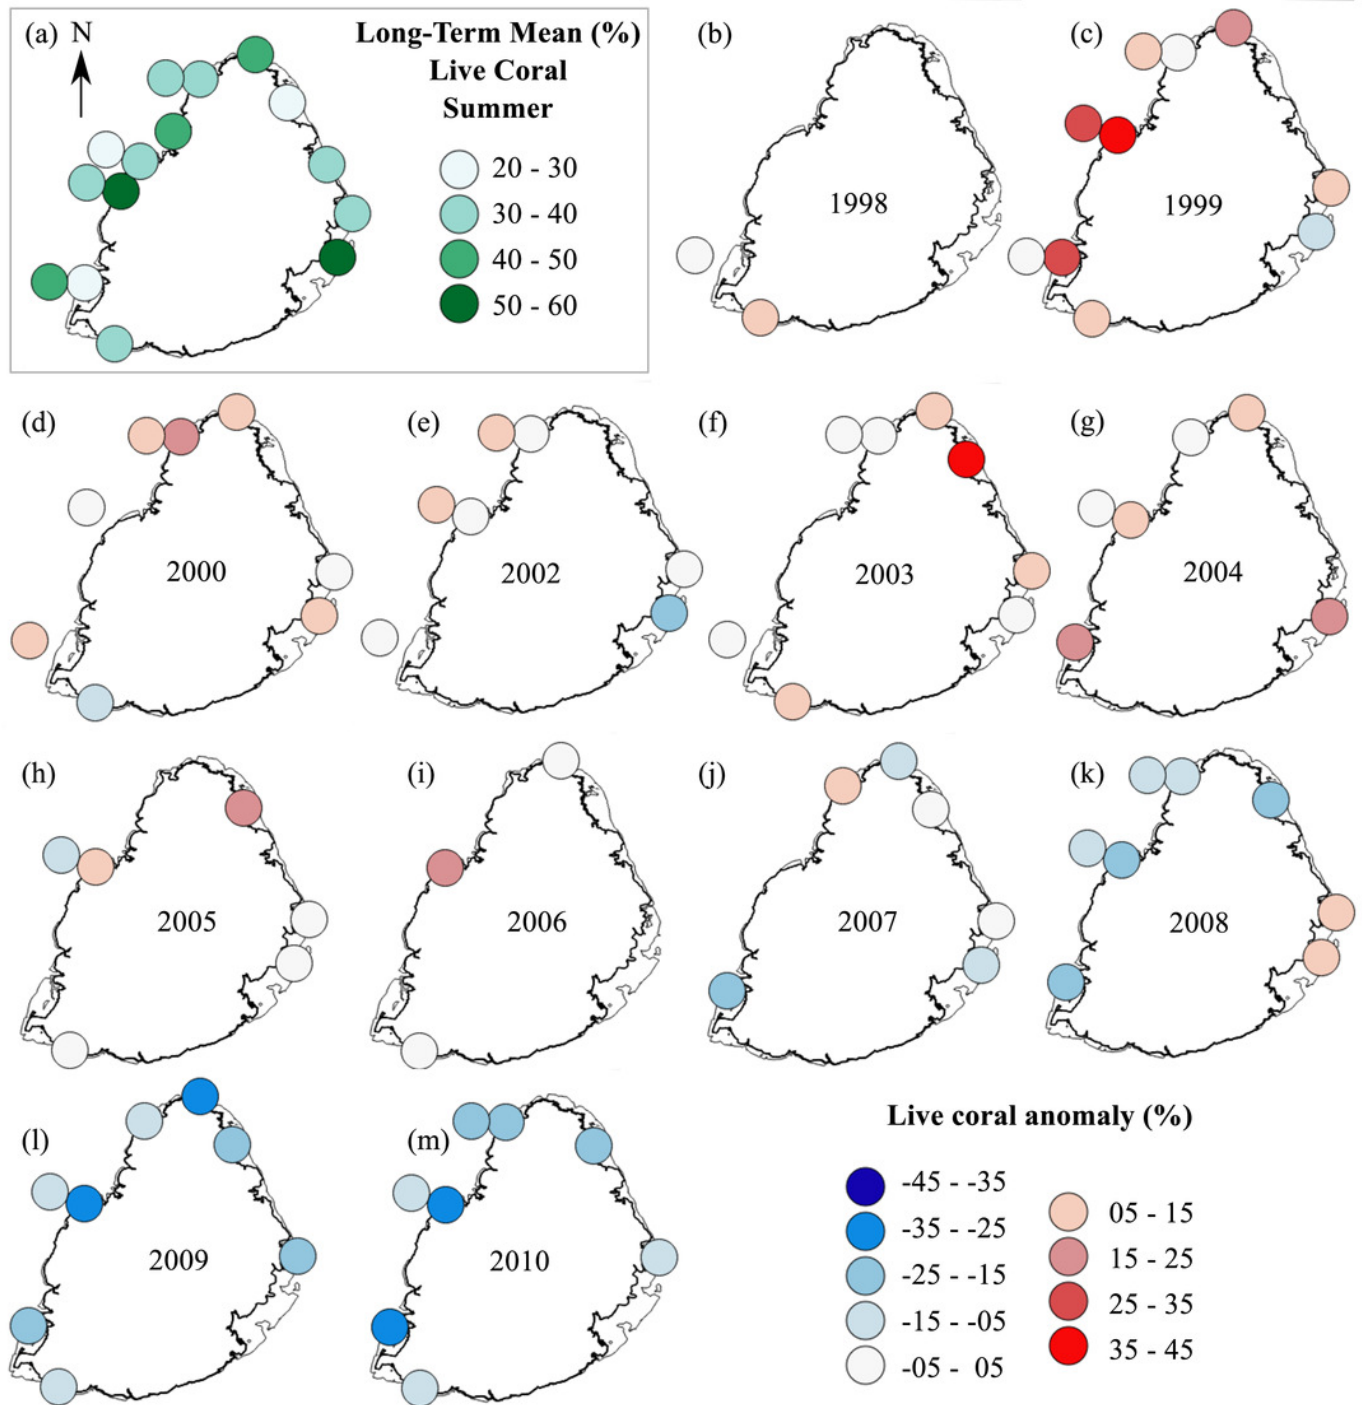 (a) N
Long-Term Mean (%)
Live Coral
Summer
20 - 30
30 - 40
40 - 50
50 - 60
(b)
1998
(c)
1999
(d)
2000
(e)
2002
(f)
2003
(g)
2004
(h)
2005
(i)
2006
(j)
2007
(k)
2008
(l)
2009
(m)
2010
Live coral anomaly (%)
-45 - -35
-35 - -25
-25 - -15
-15 - -05
-05 - 05
05 - 15
15 - 25
25 - 35
35 - 45